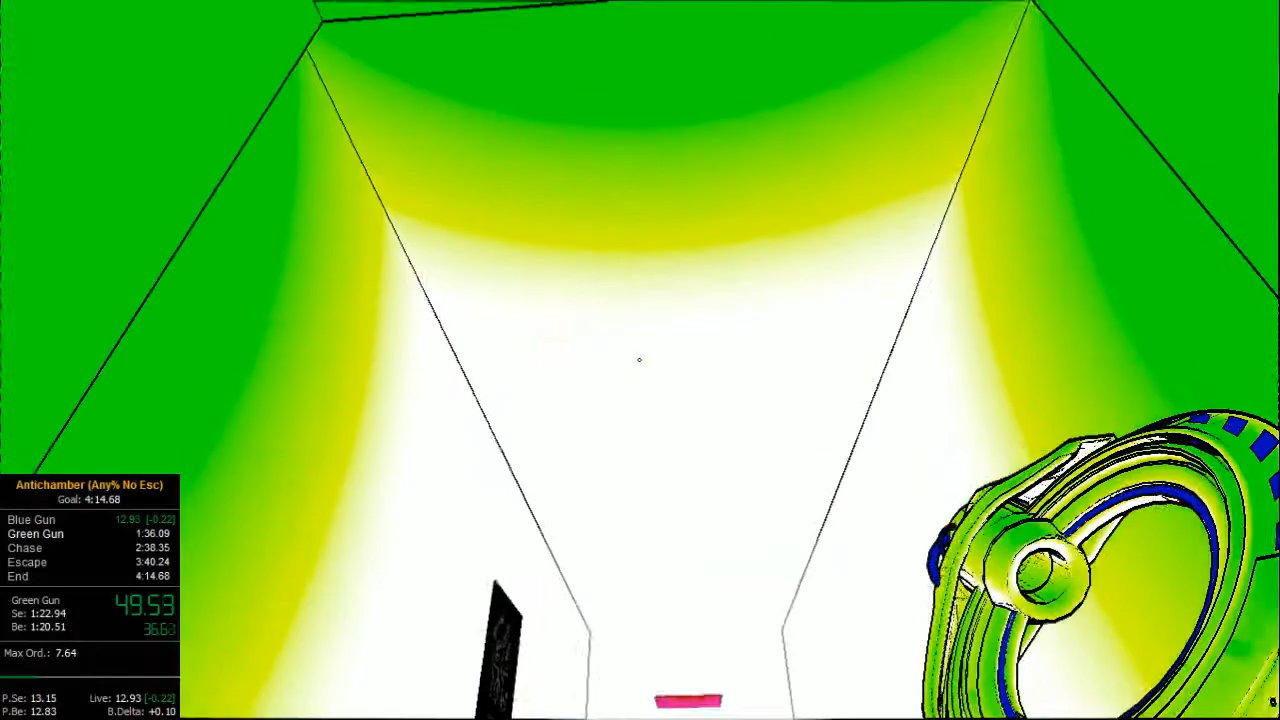 Antichamber (Any% No Esc)
Goal: 4:14.68
Blue Gun 12.93 [-0.22]
Green Gun 1:36.09
Chase 2:38.35
Escape 3:40.24
End 4:14.68
Green Gun 49.53
Se: 1:22.94
Be: 1:20.51
Max Ord.: 7.64
P.Se: 13.15 Live: 12.93 [-0.22]
P.Be: 12.83 B.Delta: +0.10